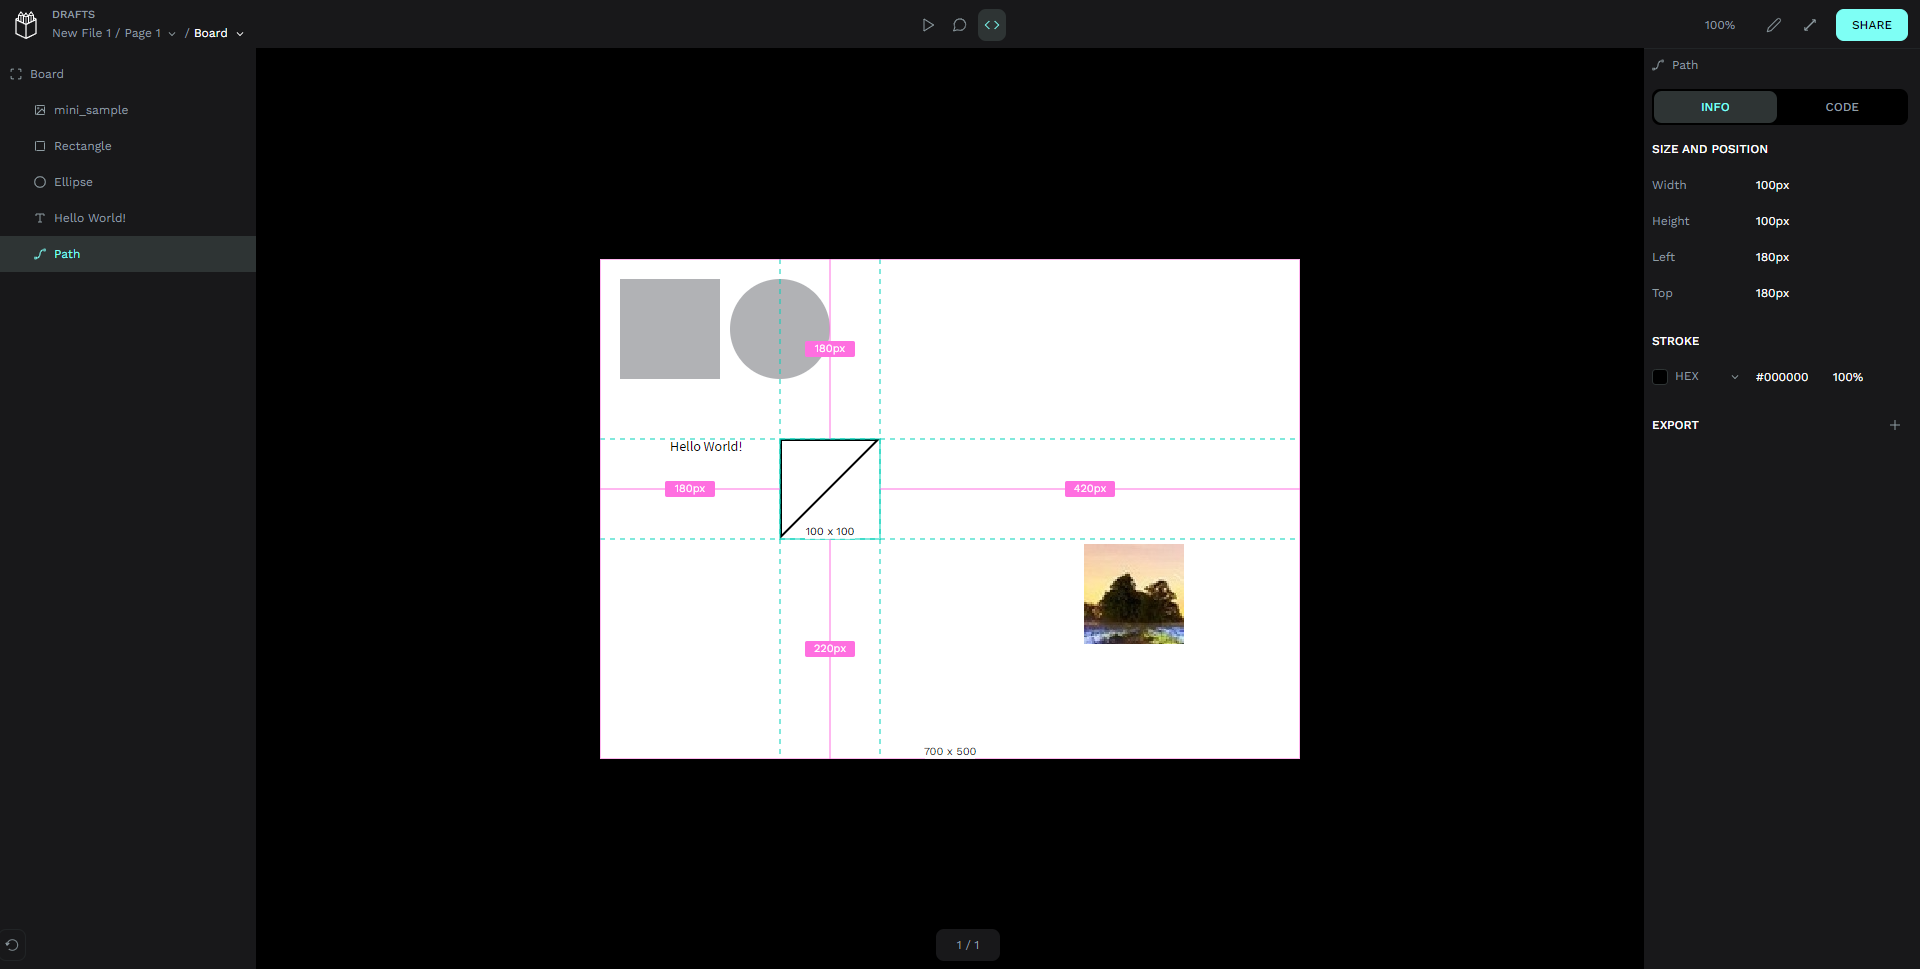 DRAFTS
New File 1 / Page 1 / Board
100%
SHARE
Board
mini_sample
Rectangle
Ellipse
Hello World!
Path
180px
Hello World!
180px
420px
100 x 100
220px
700 x 500
1 / 1
Path
INFO
CODE
SIZE AND POSITION
Width 100px
Height 100px
Left 180px
Top 180px
STROKE
HEX #000000 100%
EXPORT